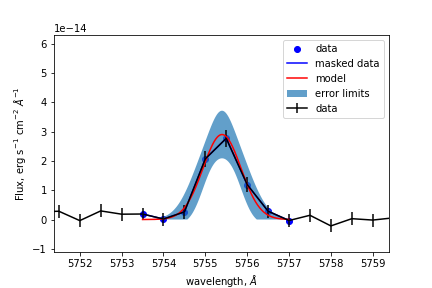 1e−14
data
masked data
model
error limits
data
6
5
4
3
2
1
0
−1
Flux, erg s⁻¹ cm⁻² Å⁻¹
5752 5753 5754 5755 5756 5757 5758 5759
wavelength, Å